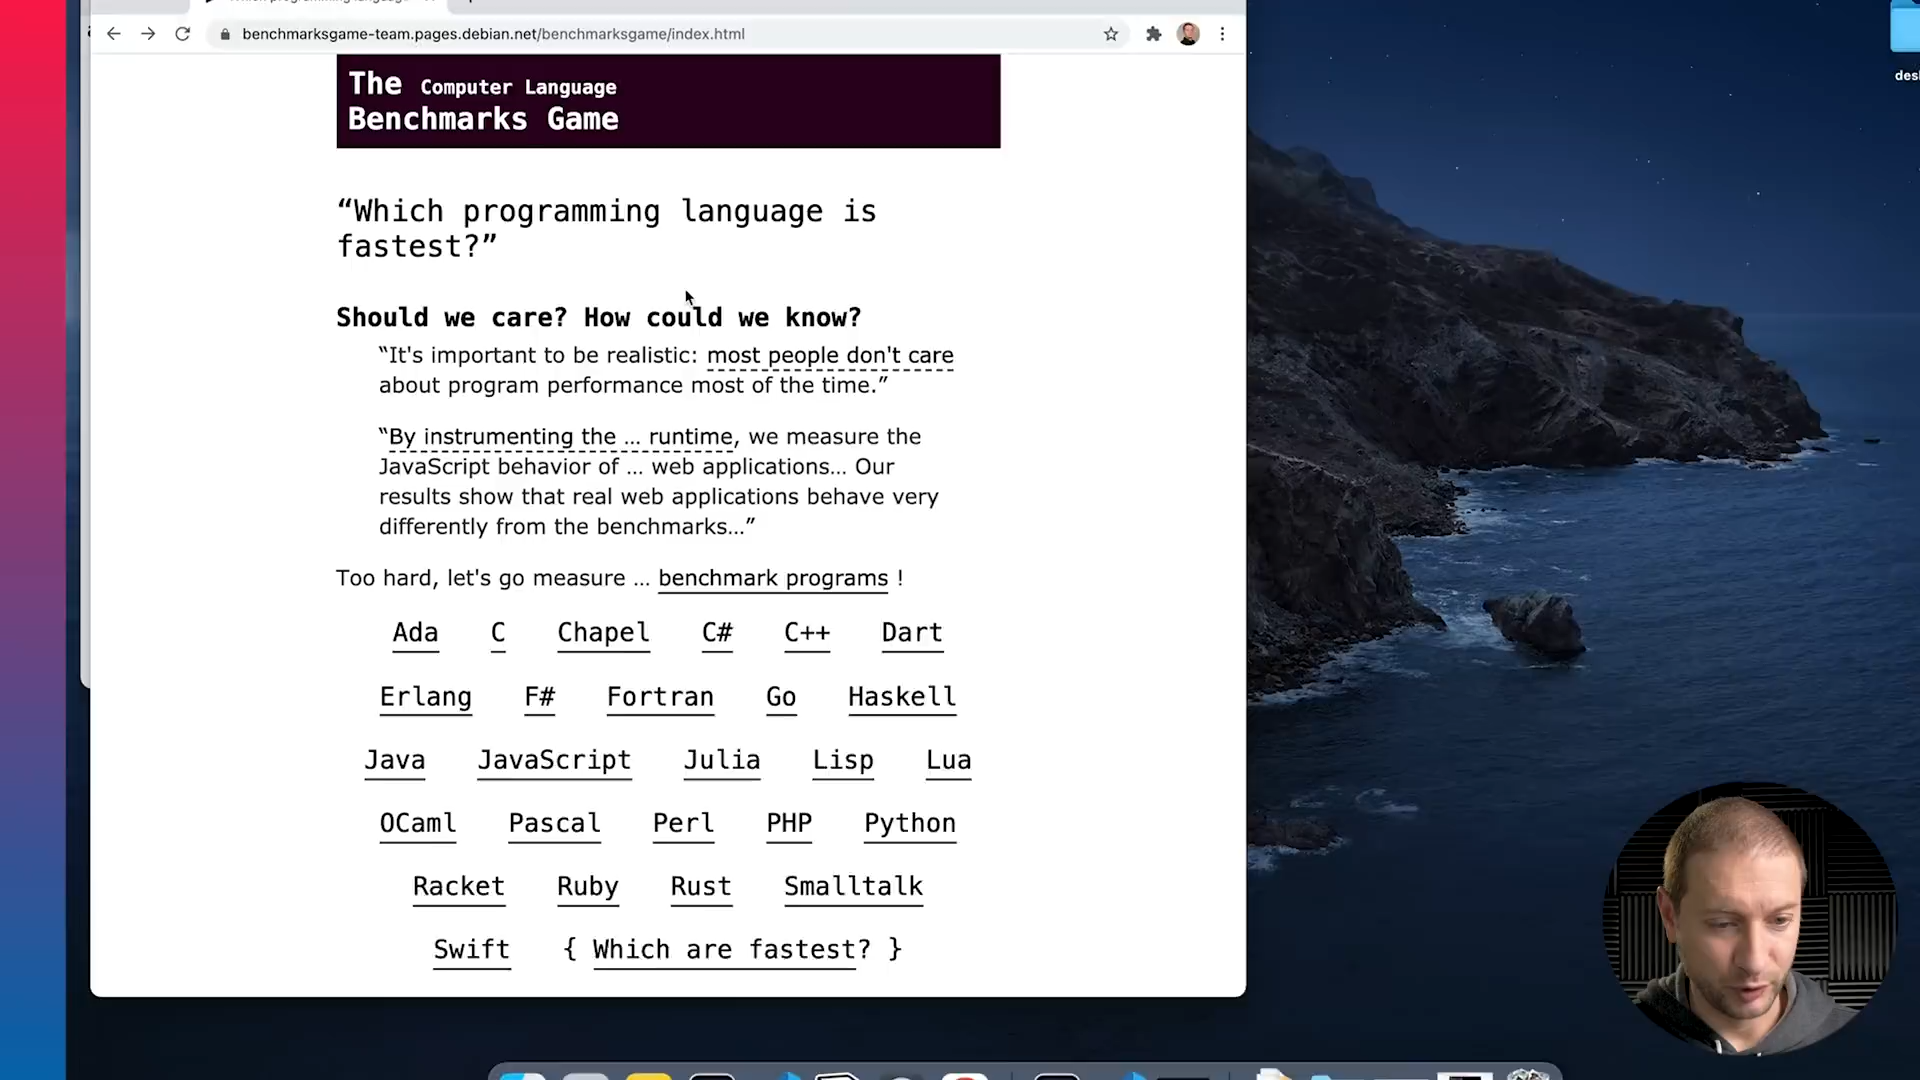 benchmarksgame-team.pages.debian.net/benchmarksgame/index.html
des
The Computer Language
Benchmarks Game
“Which programming language is
fastest?”
Should we care? How could we know?
“It's important to be realistic: most people don't care
about program performance most of the time.”
“By instrumenting the ... runtime, we measure the
JavaScript behavior of ... web applications... Our
results show that real web applications behave very
differently from the benchmarks...”
Too hard, let's go measure ... benchmark programs !
Ada C Chapel C# C++ Dart
Erlang F# Fortran Go Haskell
Java JavaScript Julia Lisp Lua
OCaml Pascal Perl PHP Python
Racket Ruby Rust Smalltalk
Swift { Which are fastest? }